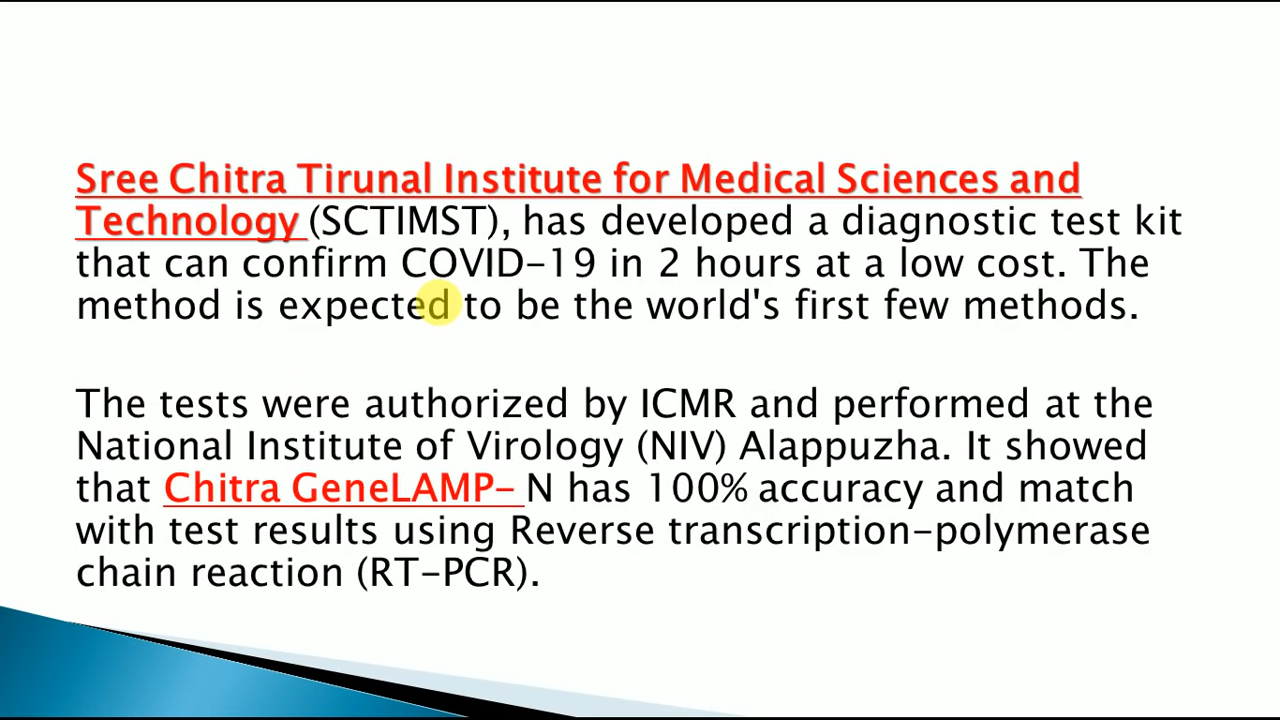 Sree Chitra Tirunal Institute for Medical Sciences and
Technology (SCTIMST), has developed a diagnostic test kit
that can confirm COVID-19 in 2 hours at a low cost. The
method is expected to be the world's first few methods.
The tests were authorized by ICMR and performed at the
National Institute of Virology (NIV) Alappuzha. It showed
that Chitra GeneLAMP- N has 100% accuracy and match
with test results using Reverse transcription-polymerase
chain reaction (RT-PCR).